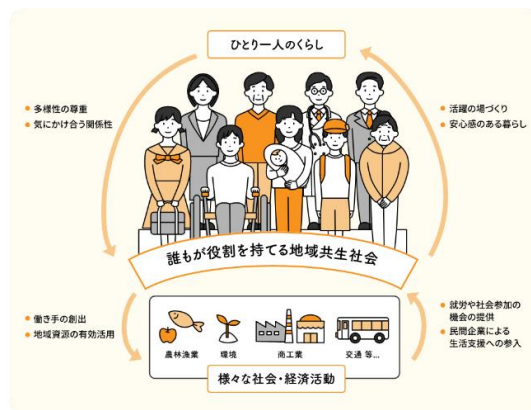 ひとり一人のくらし
● 多様性の尊重
● 気にかけ合う関係性
● 活躍の場づくり
● 安心感のある暮らし
誰もが役割を持てる地域共生社会
● 働き手の創出
● 地域資源の有効活用
● 就労や社会参加の
機会の提供
● 民間企業による
生活支援への参入
農林漁業 環境 商工業 交通 等...
様々な社会・経済活動